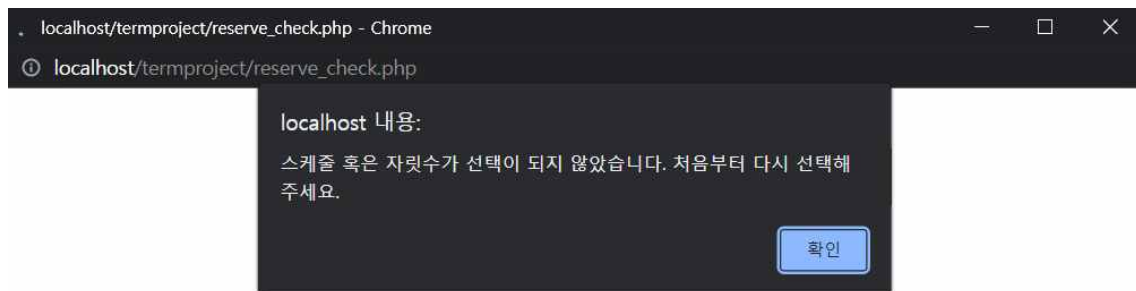 localhost/termproject/reserve_check.php - Chrome
localhost/termproject/reserve_check.php
localhost 내용:
스케줄 혹은 자릿수가 선택이 되지 않았습니다. 처음부터 다시 선택해
주세요.
확인